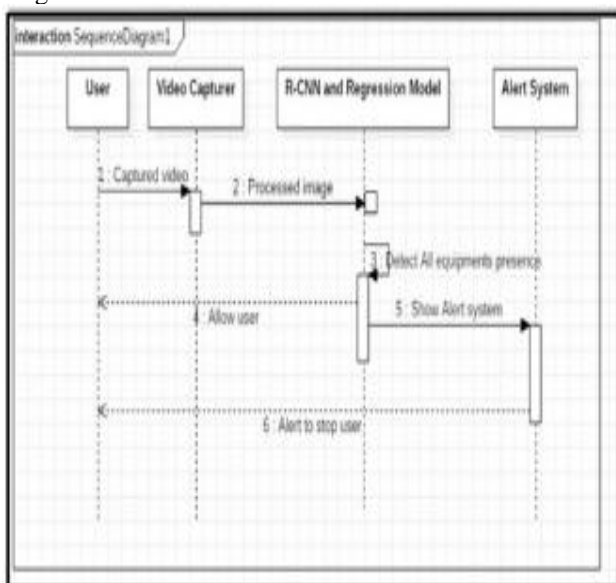 interaction SequenceDiagram1
User
Video Capturer
R-CNN and Regression Model
Alert System
1 : Captured video
2 : Processed image
3 : Detect All equipments presence
4 : Allow user
5 : Show Alert system
6 : Alert to stop user